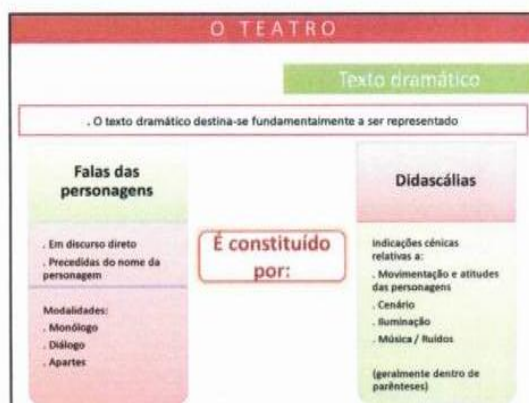 O TEATRO
Texto dramático
. O texto dramático destina-se fundamentalmente a ser representado
Falas das
personagens
. Em discurso direto
. Precedidas do nome da
personagem
Modalidades:
. Monólogo
. Diálogo
. Apartes
É constituído
por:
Didascálias
Indicações cénicas
relativas a:
. Movimentação e atitudes
das personagens
. Cenário
. Iluminação
. Música / Ruídos
(geralmente dentro de
parênteses)